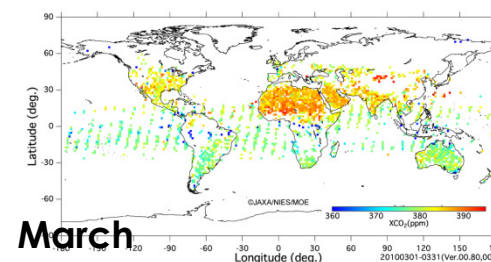 90
60
30
0
-30
-60
Latitude (deg.)
©JAXA/NIES/MOE
360 370 380 390
XCO2(ppm)
March
-150 -120 -90 -60 -30 0 30 60 90 120 150
Longitude (deg.)
20100301-0331(Ver.00.80,00